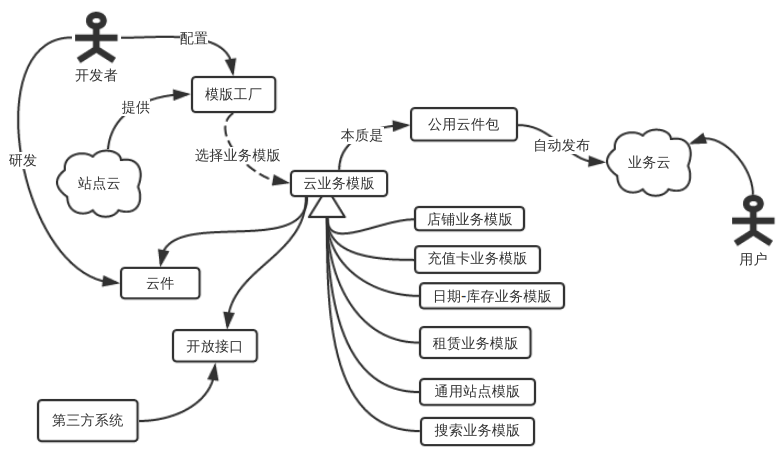 配置
开发者
模版工厂
提供
公用云件包
本质是
自动发布
研发
选择业务模版
业务云
站点云
云业务模版
店铺业务模版
充值卡业务模版
用户
云件
日期-库存业务模版
开放接口
租赁业务模版
通用站点模版
第三方系统
搜索业务模版